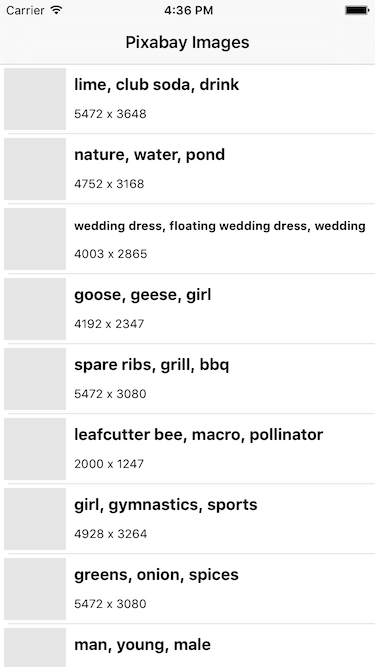 Carrier 4:36 PM
Pixabay Images
lime, club soda, drink
5472 x 3648
nature, water, pond
4752 x 3168
wedding dress, floating wedding dress, wedding
4003 x 2865
goose, geese, girl
4192 x 2347
spare ribs, grill, bbq
5472 x 3080
leafcutter bee, macro, pollinator
2000 x 1247
girl, gymnastics, sports
4928 x 3264
greens, onion, spices
5472 x 3080
man, young, male